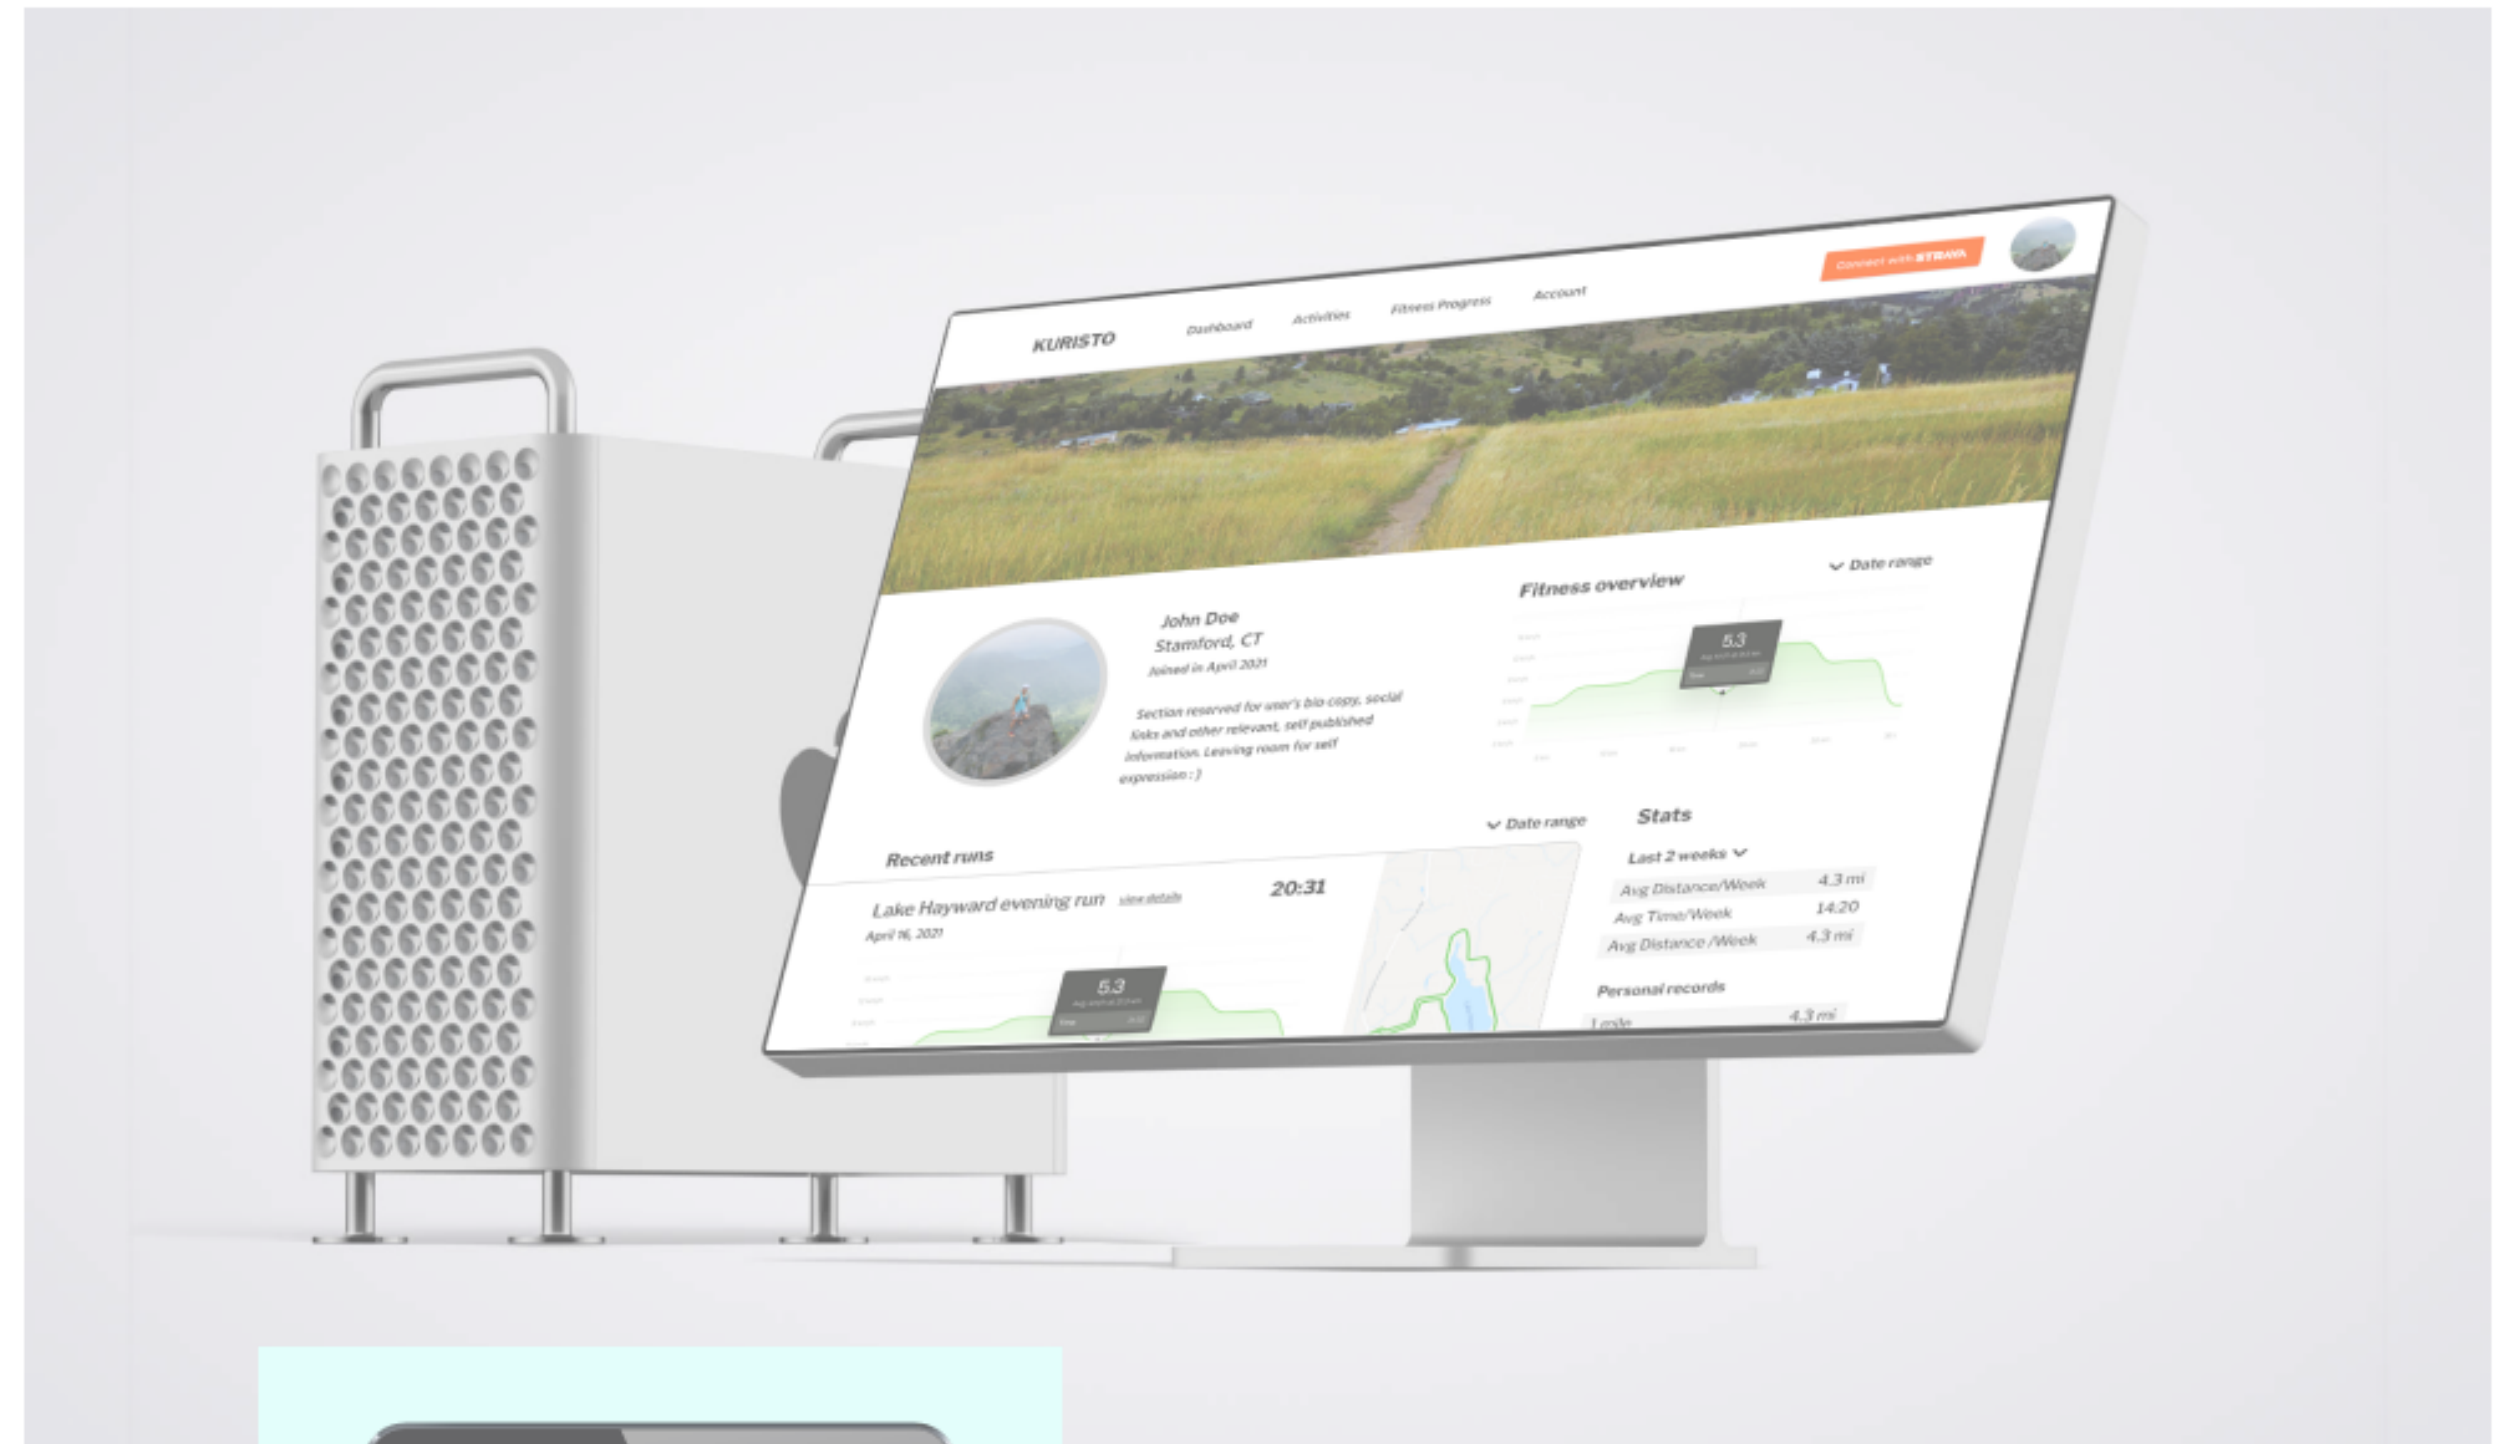 KURISTO
Dashboard
Activities
Fitness Progress
Account
Connect with STRAVA
John Doe
Stamford, CT
Joined in April 2021
Section reserved for user's bio copy, social
links and other relevant, self published
information. Leaving room for self
expression : )
Fitness overview
Date range
5.3
Time
Recent runs
Date range
Lake Hayward evening run view details
20:31
April 16, 2021
5.3
Time
Stats
Last 2 weeks
Avg Distance/Week 4.3 mi
Avg Time/Week 14:20
Avg Distance /Week 4.3 mi
Personal records
1 mile 4.3 mi